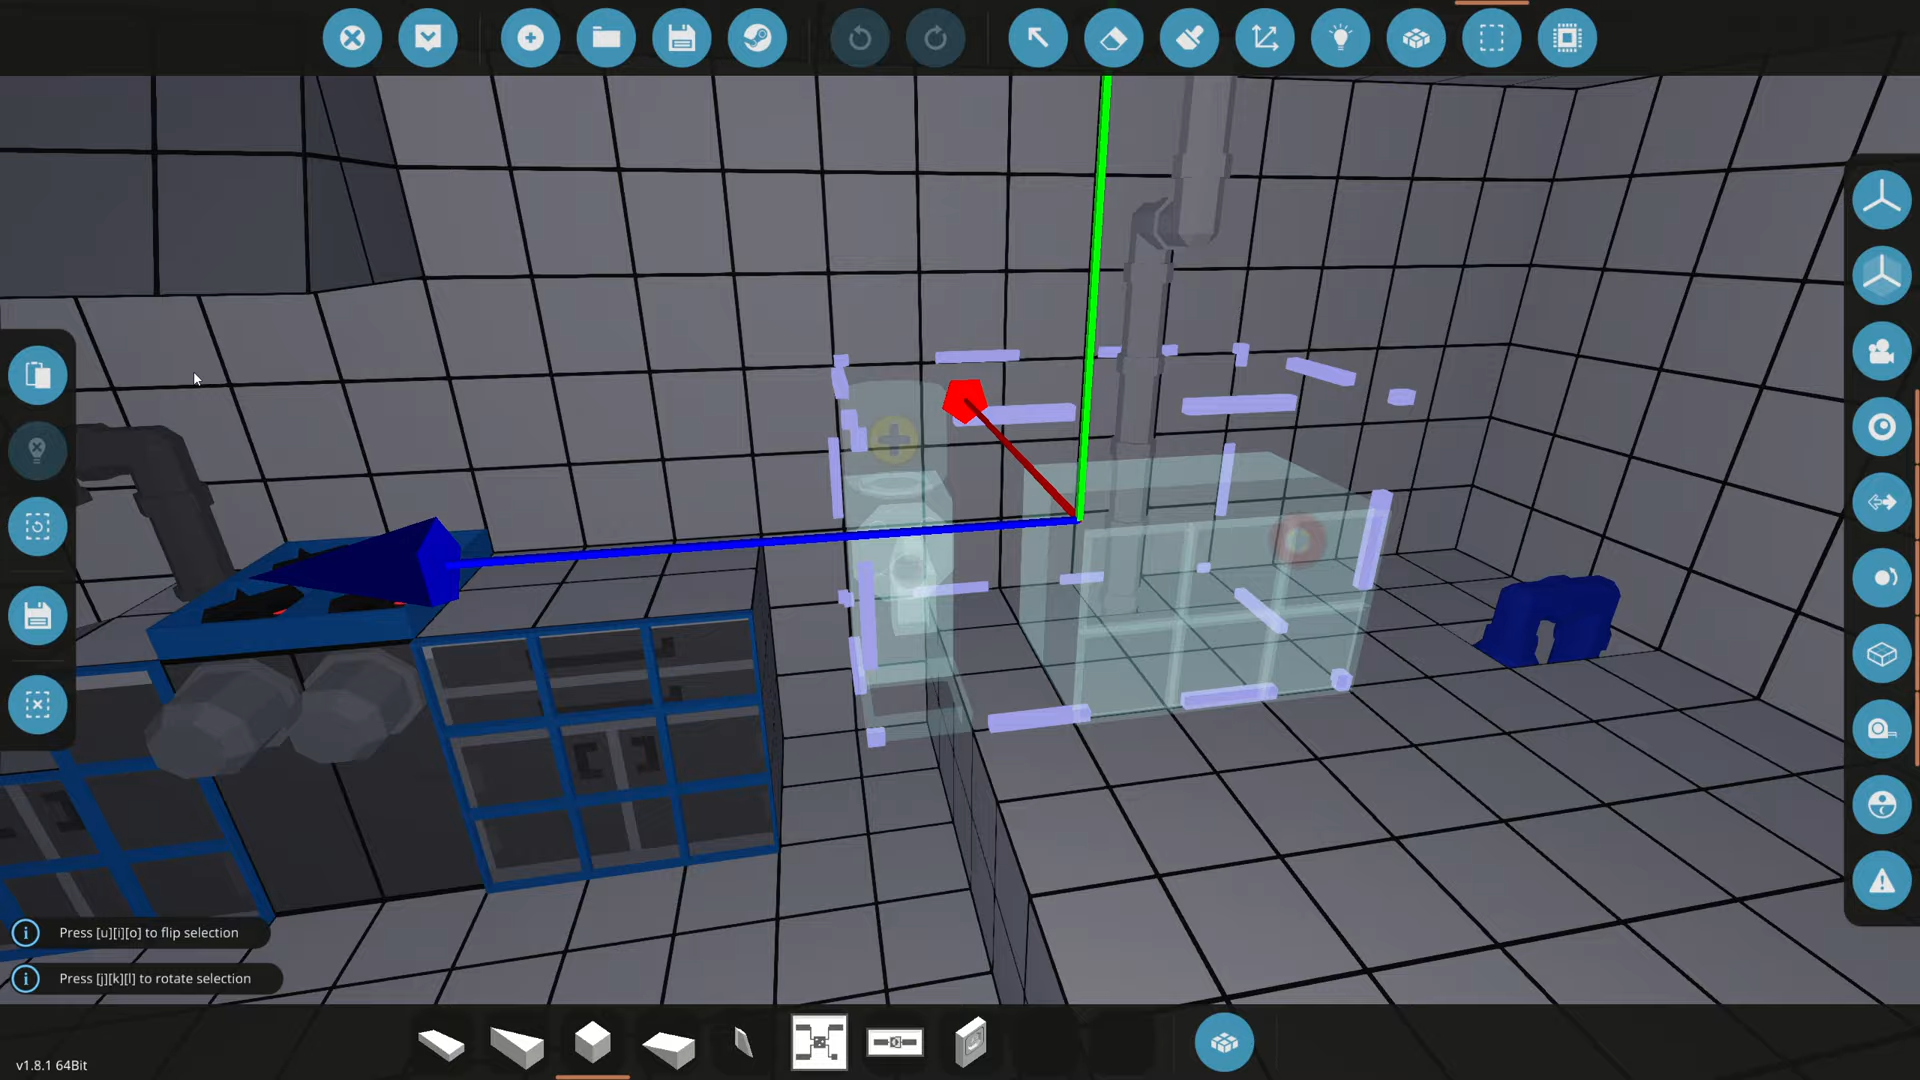 Press [u][i][o] to flip selection
Press [j][k][l] to rotate selection
v1.8.1 64Bit